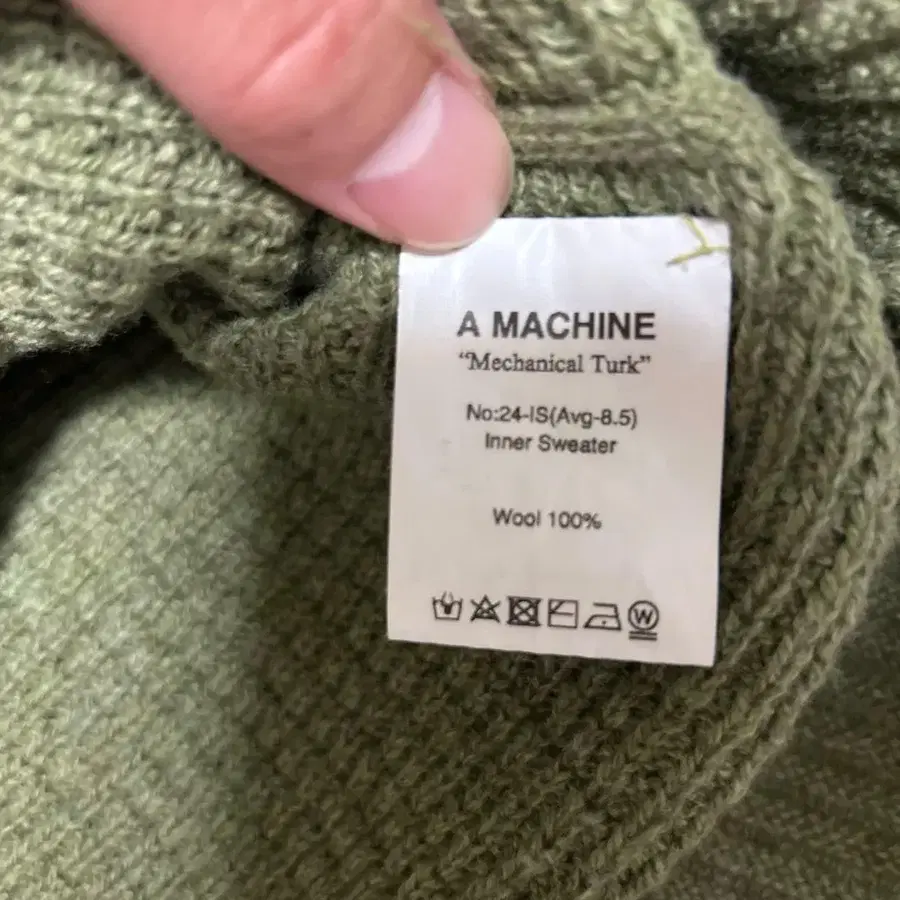 A MACHINE
“Mechanical Turk”
No:24-IS(Avg-8.5)
Inner Sweater
Wool 100%
W